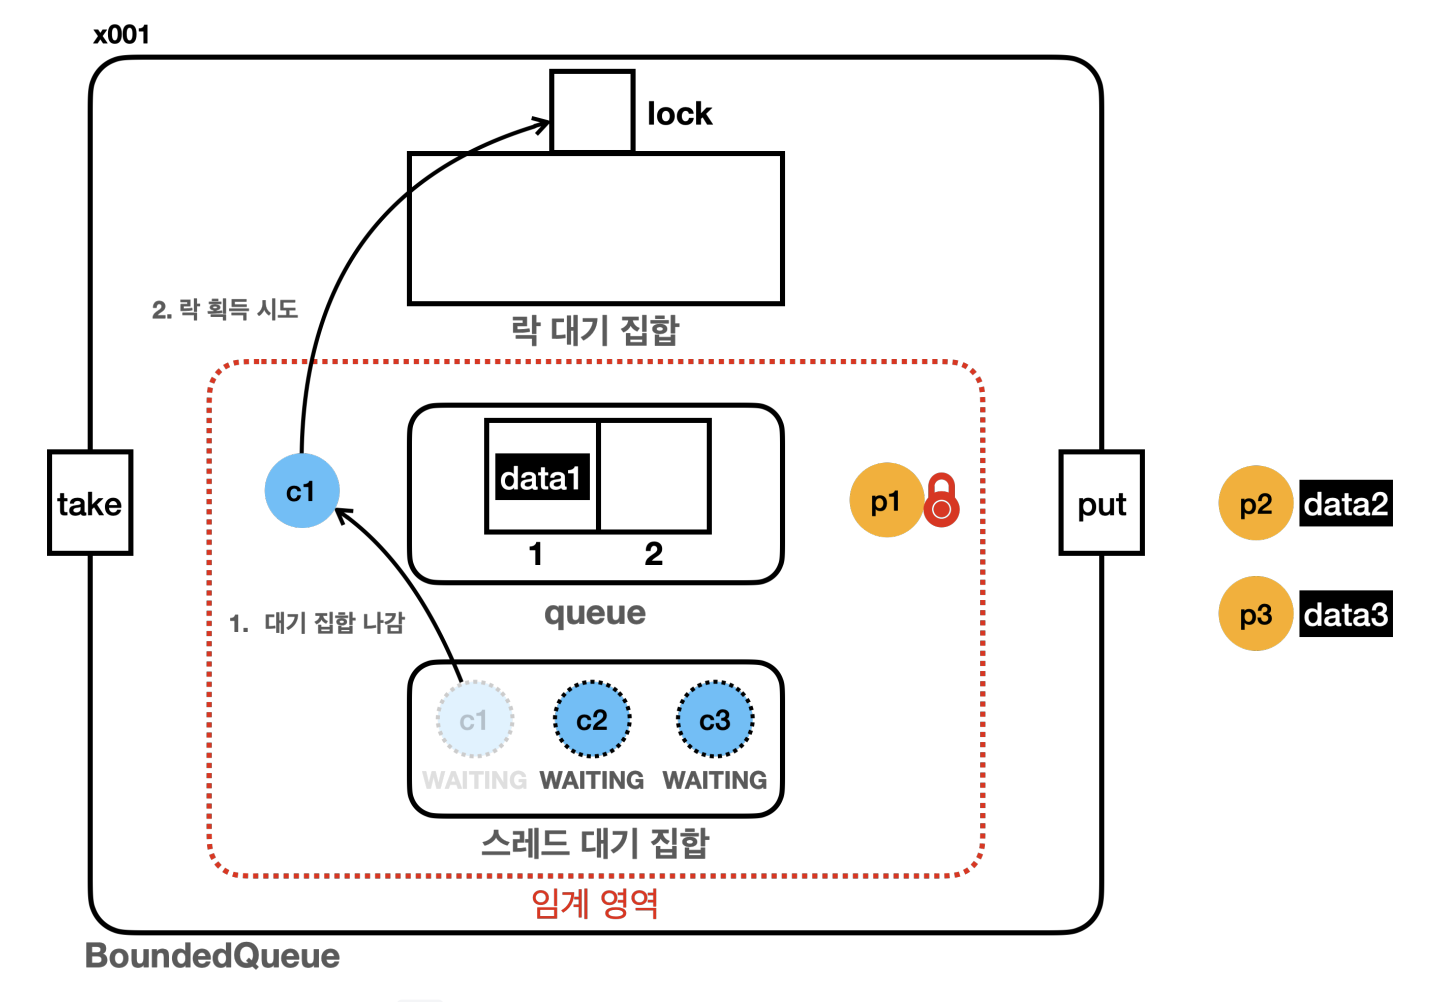 x001
lock
2. 락 획득 시도
락 대기 집합
c1
data1
p1
take
put
p2 data2
1 2
queue
p3 data3
1. 대기 집합 나감
c1 c2 c3
WAITING WAITING WAITING
스레드 대기 집합
임계 영역
BoundedQueue